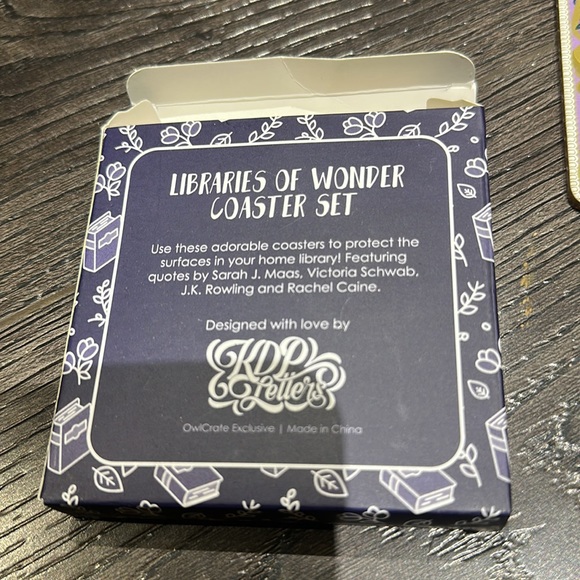 LIBRARIES OF WONDER
COASTER SET
Use these adorable coasters to protect the
surfaces in your home library! Featuring
quotes by Sarah J. Maas, Victoria Schwab,
J.K. Rowling and Rachel Caine.
Designed with love by
KDP
Letters
OwlCrate Exclusive | Made in China